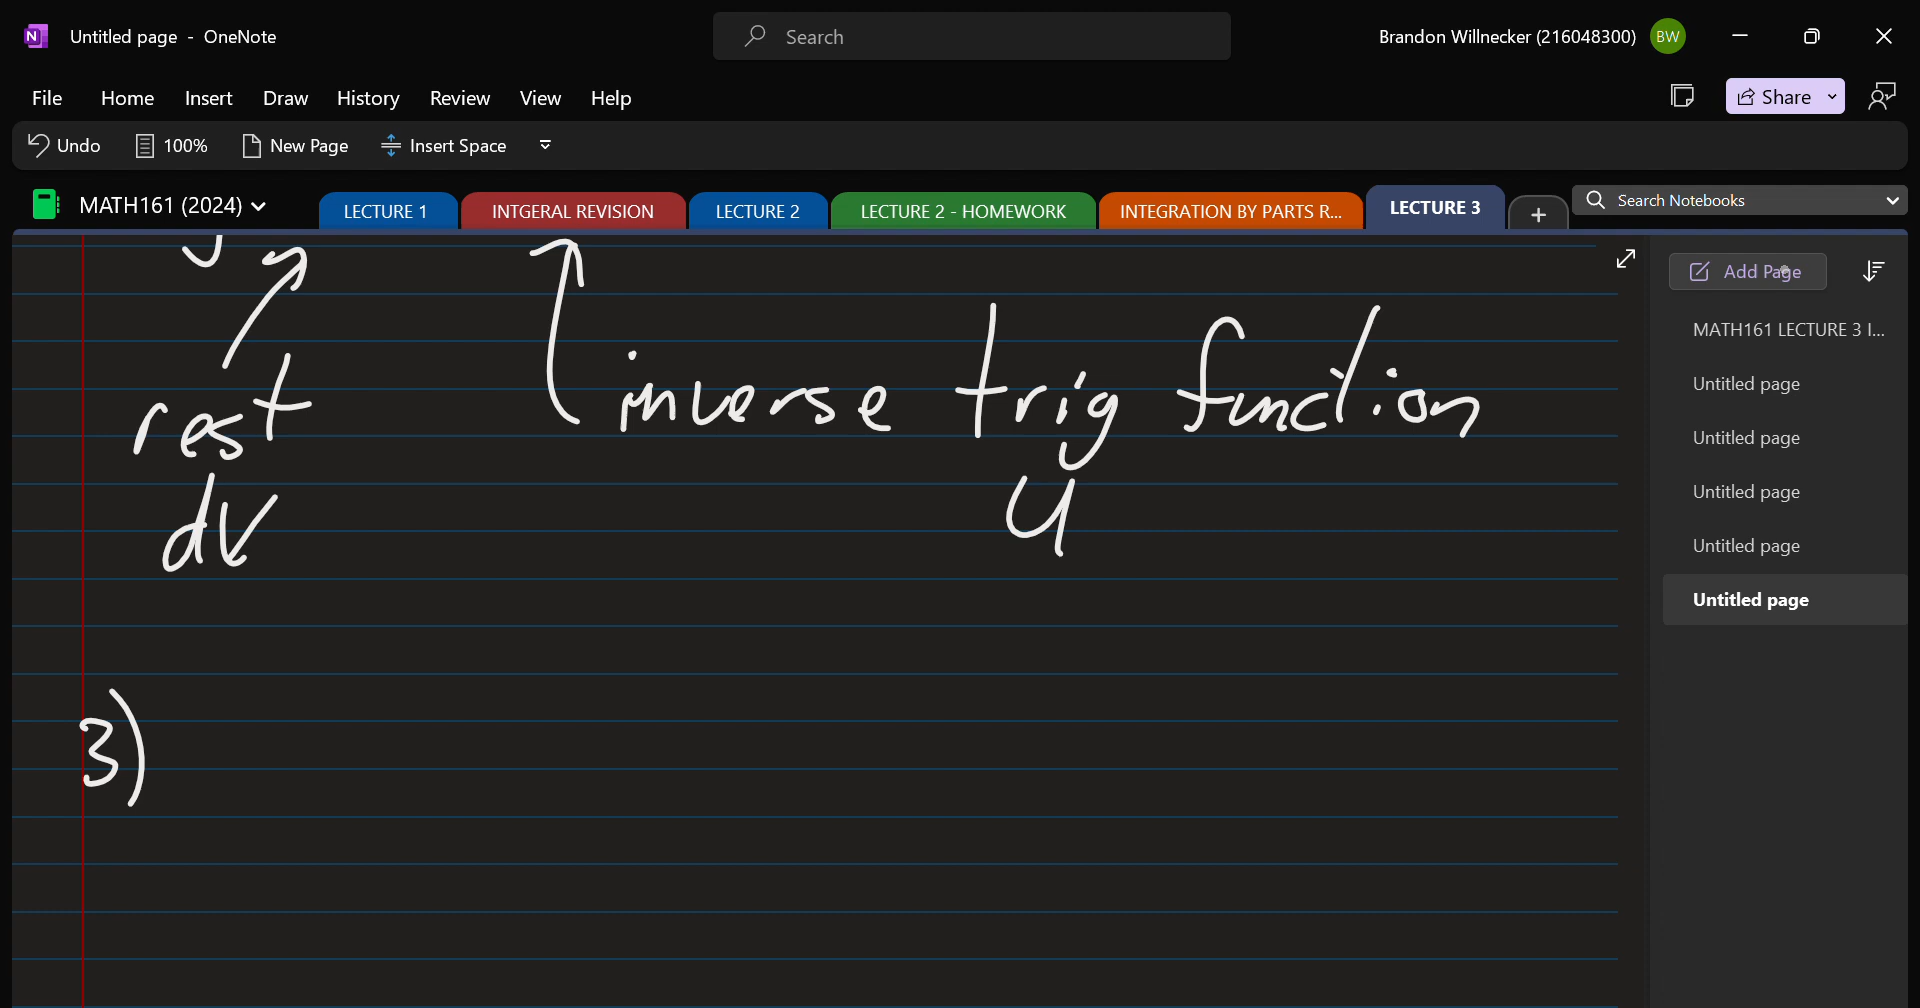 Untitled page - OneNote
Search
Brandon Willnecker (216048300)
BW
File Home Insert Draw History Review View Help
Share
Undo 100% New Page Insert Space
MATH161 (2024)
LECTURE 1
INTGERAL REVISION
LECTURE 2
LECTURE 2 - HOMEWORK
INTEGRATION BY PARTS R...
LECTURE 3
+
Search Notebooks
Add Page
MATH161 LECTURE 3 I...
Untitled page
Untitled page
Untitled page
Untitled page
Untitled page
rest inverse trig function
dv u
3)